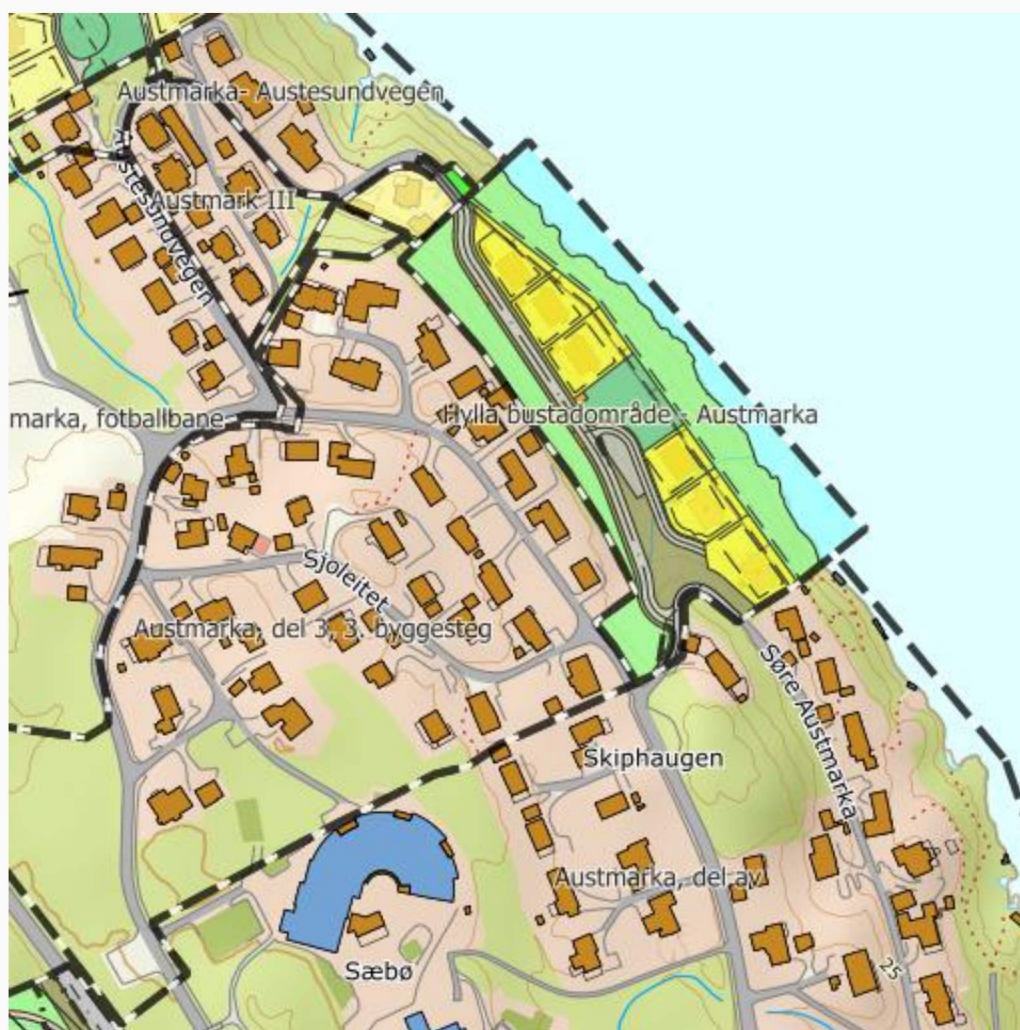 Austmarka- Austesundvegen
Austesundvegen
Austmark III
marka, fotballbane
Hylla bustadområde - Austmarka
Sjoleitet
Austmarka, del 3, 3. byggesteg
Søre Austmarka
Skiphaugen
Austmarka, del av
Sæbø
25